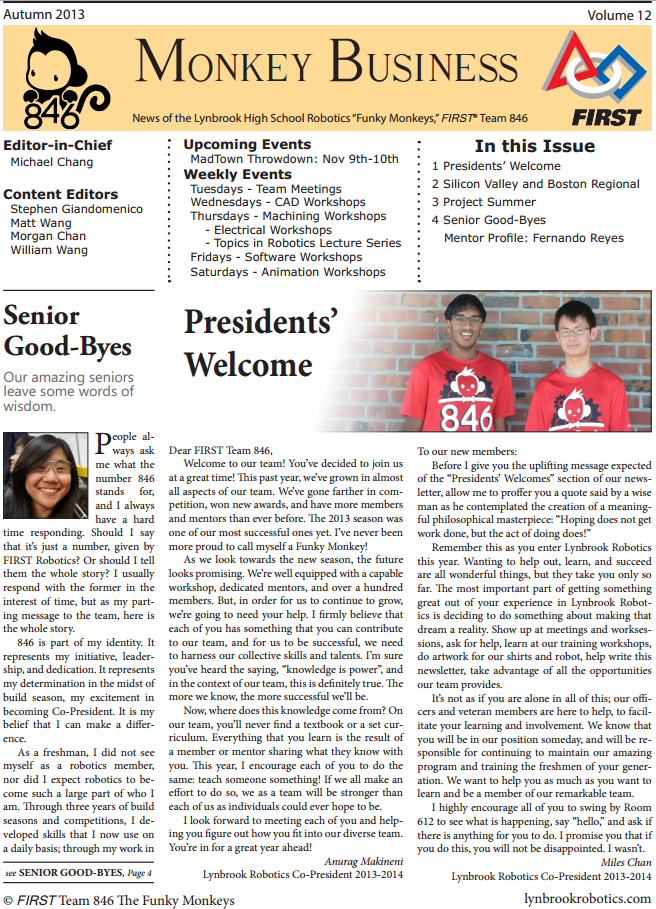 Autumn 2013
Volume 12
846
Monkey Business
FIRST
News of the Lynbrook High School Robotics “Funky Monkeys,” FIRST® Team 846
Editor-in-Chief
Michael Chang
Content Editors
Stephen Giandomenico
Matt Wang
Morgan Chan
William Wang
Upcoming Events
MadTown Throwdown: Nov 9th-10th
Weekly Events
Tuesdays - Team Meetings
Wednesdays - CAD Workshops
Thursdays - Machining Workshops
- Electrical Workshops
- Topics in Robotics Lecture Series
Fridays - Software Workshops
Saturdays - Animation Workshops
In this Issue
1 Presidents’ Welcome
2 Silicon Valley and Boston Regional
3 Project Summer
4 Senior Good-Byes
Mentor Profile: Fernando Reyes
Senior
Good-Byes
Our amazing seniors
leave some words of
wisdom.
People al-
ways ask
me what the
number 846
stands for,
and I always
have a hard
time responding. Should I say
that it’s just a number, given by
FIRST Robotics? Or should I tell
them the whole story? I usually
respond with the former in the
interest of time, but as my part-
ing message to the team, here is
the whole story.
846 is part of my identity. It
represents my initiative, leader-
ship, and dedication. It represents
my determination in the midst of
build season, my excitement in
becoming Co-President. It is my
belief that I can make a differ-
ence.
As a freshman, I did not see
myself as a robotics member,
nor did I expect robotics to be-
come such a large part of who I
am. Through three years of build
seasons and competitions, I de-
veloped skills that I now use on
a daily basis; through my work in
see SENIOR GOOD-BYES, Page 4
Presidents’
Welcome
846
846
Dear FIRST Team 846,
Welcome to our team! You’ve decided to join us
at a great time! This past year, we’ve grown in almost
all aspects of our team. We’ve gone farther in com-
petition, won new awards, and have more members
and mentors than ever before. The 2013 season was
one of our most successful ones yet. I’ve never been
more proud to call myself a Funky Monkey!
As we look towards the new season, the future
looks promising. We’re well equipped with a capable
workshop, dedicated mentors, and over a hundred
members. But, in order for us to continue to grow,
we’re going to need your help. I firmly believe that
each of you has something that you can contribute
to our team, and for us to be successful, we need
to harness our collective skills and talents. I’m sure
you’ve heard the saying, “knowledge is power”, and
in the context of our team, this is definitely true. The
more we know, the more successful we’ll be.
Now, where does this knowledge come from? On
our team, you’ll never find a textbook or a set cur-
riculum. Everything that you learn is the result of
a member or mentor sharing what they know with
you. This year, I encourage each of you to do the
same: teach someone something! If we all make an
effort to do so, we as a team will be stronger than
each of us as individuals could ever hope to be.
I look forward to meeting each of you and help-
ing you figure out how you fit into our diverse team.
You’re in for a great year ahead!
Anurag Makineni
Lynbrook Robotics Co-President 2013-2014
To our new members:
Before I give you the uplifting message expected
of the “Presidents’ Welcomes” section of our news-
letter, allow me to proffer you a quote said by a wise
man as he contemplated the creation of a meaning-
ful philosophical masterpiece: “Hoping does not get
work done, but the act of doing does!”
Remember this as you enter Lynbrook Robotics
this year. Wanting to help out, learn, and succeed
are all wonderful things, but they take you only so
far. The most important part of getting something
great out of your experience in Lynbrook Robot-
ics is deciding to do something about making that
dream a reality. Show up at meetings and workses-
sions, ask for help, learn at our training workshops,
do artwork for our shirts and robot, help write this
newsletter, take advantage of all the opportunities
our team provides.
It’s not as if you are alone in all of this; our offi-
cers and veteran members are here to help, to facil-
itate your learning and involvement. We know that
you will be in our position someday, and will be re-
sponsible for continuing to maintain our amazing
program and training the freshmen of your gener-
ation. We want to help you as much as you want to
learn and be a member of our remarkable team.
I highly encourage all of you to swing by Room
612 to see what is happening, say “hello,” and ask if
there is anything for you to do. I promise you that if
you do this, you will not be disappointed. I wasn’t.
Miles Chan
Lynbrook Robotics Co-President 2013-2014
© FIRST Team 846 The Funky Monkeys
lynbrookrobotics.com